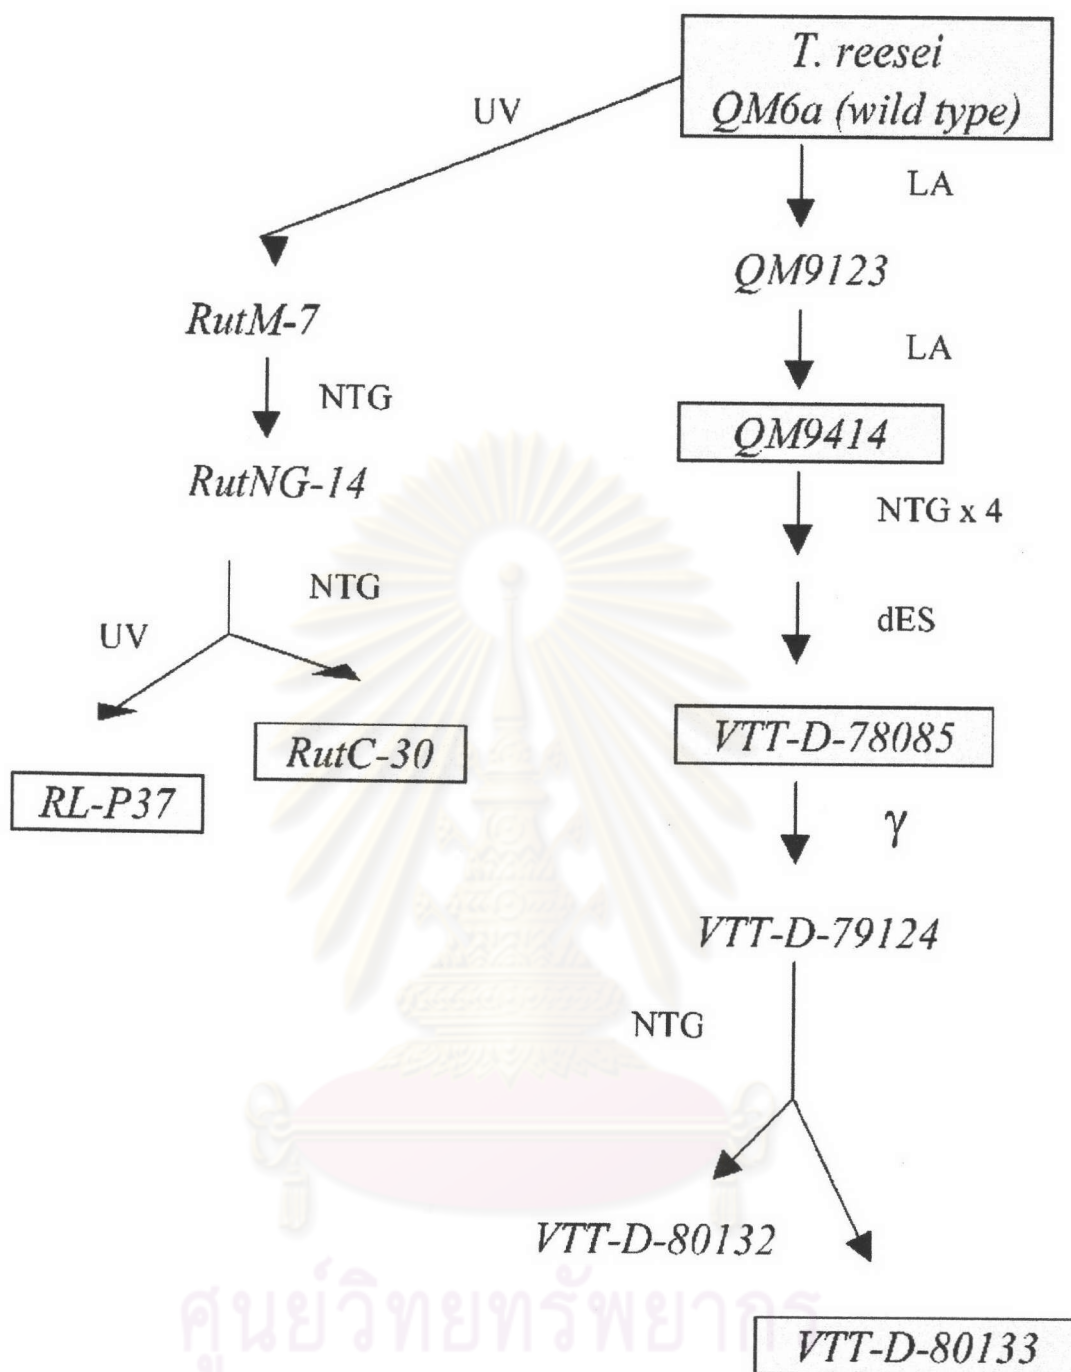 T. reesei
QM6a (wild type)
UV
LA
QM9123
RutM-7
LA
NTG
QM9414
RutNG-14
NTG x 4
NTG
UV
dES
VTT-D-78085
RutC-30
RL-P37
γ
VTT-D-79124
NTG
VTT-D-80132
ศูนย์วิทยทรัพยากร
VTT-D-80133